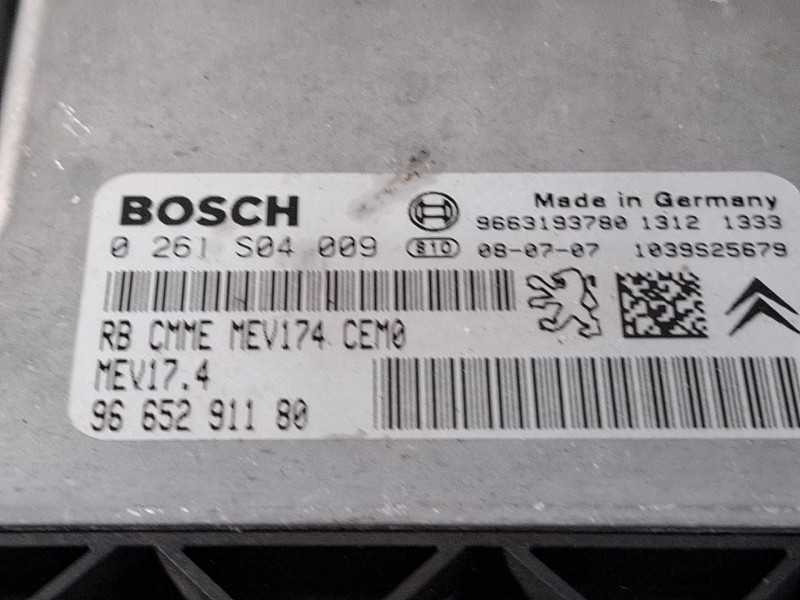 BOSCH
Made in Germany
9663193780 1312 1333
0 261 S04 009
810
08-07-07
1039S25679
RB CMME MEV174 CEM0
MEV17.4
96 652 911 80